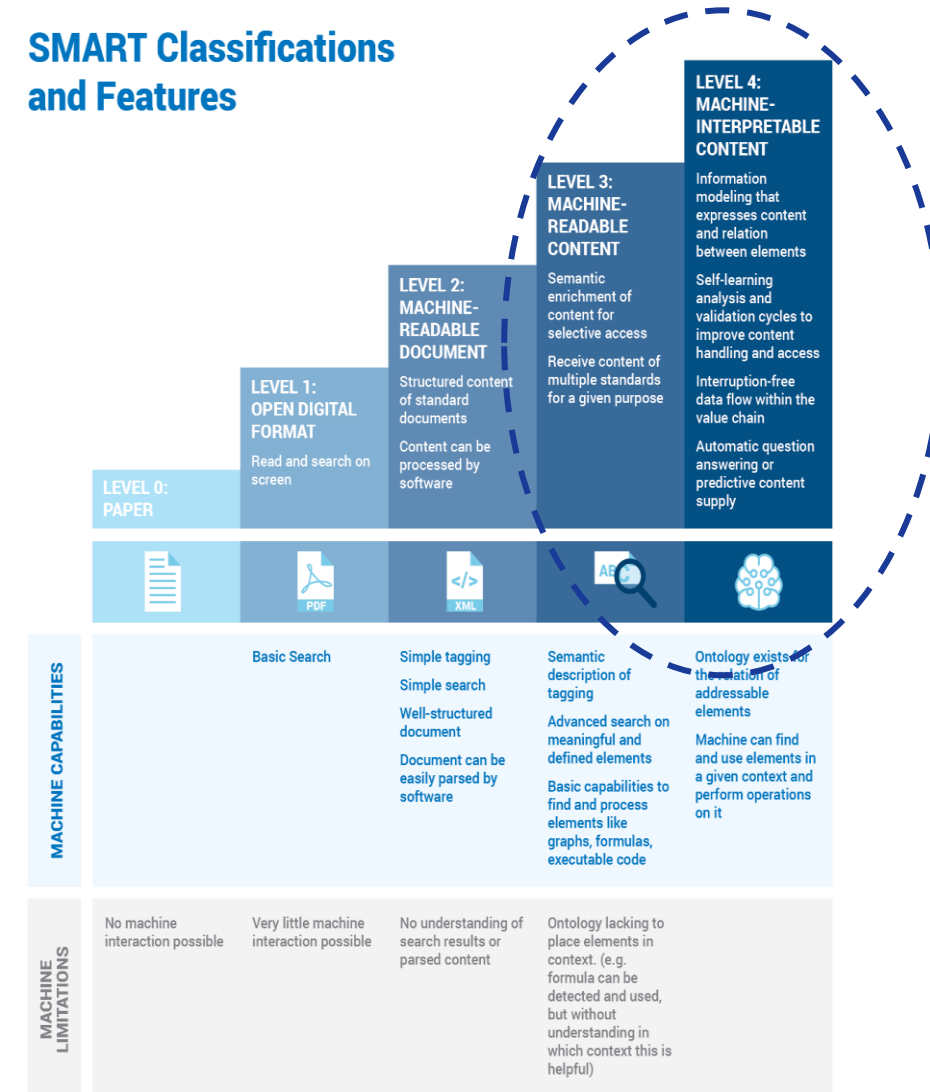 SMART Classifications
and Features
LEVEL 0:
PAPER
LEVEL 1:
OPEN DIGITAL
FORMAT
Read and search on
screen
LEVEL 2:
MACHINE-
READABLE
DOCUMENT
Structured content
of standard
documents
Content can be
processed by
software
LEVEL 3:
MACHINE-
READABLE
CONTENT
Semantic
enrichment of
content for
selective access
Receive content of
multiple standards
for a given purpose
LEVEL 4:
MACHINE-
INTERPRETABLE
CONTENT
Information
modeling that
expresses content
and relation
between elements
Self-learning
analysis and
validation cycles to
improve content
handling and access
Interruption-free
data flow within the
value chain
Automatic question
answering or
predictive content
supply
PDF
</>
XML
ABC
MACHINE CAPABILITIES
Basic Search
Simple tagging
Simple search
Well-structured
document
Document can be
easily parsed by
software
Semantic
description of
tagging
Advanced search on
meaningful and
defined elements
Basic capabilities to
find and process
elements like
graphs, formulas,
executable code
Ontology exists for
the relation of
addressable
elements
Machine can find
and use elements in
a given context and
perform operations
on it
MACHINE
LIMITATIONS
No machine
interaction possible
Very little machine
interaction possible
No understanding of
search results or
parsed content
Ontology lacking to
place elements in
context. (e.g.
formula can be
detected and used,
but without
understanding in
which context this is
helpful)